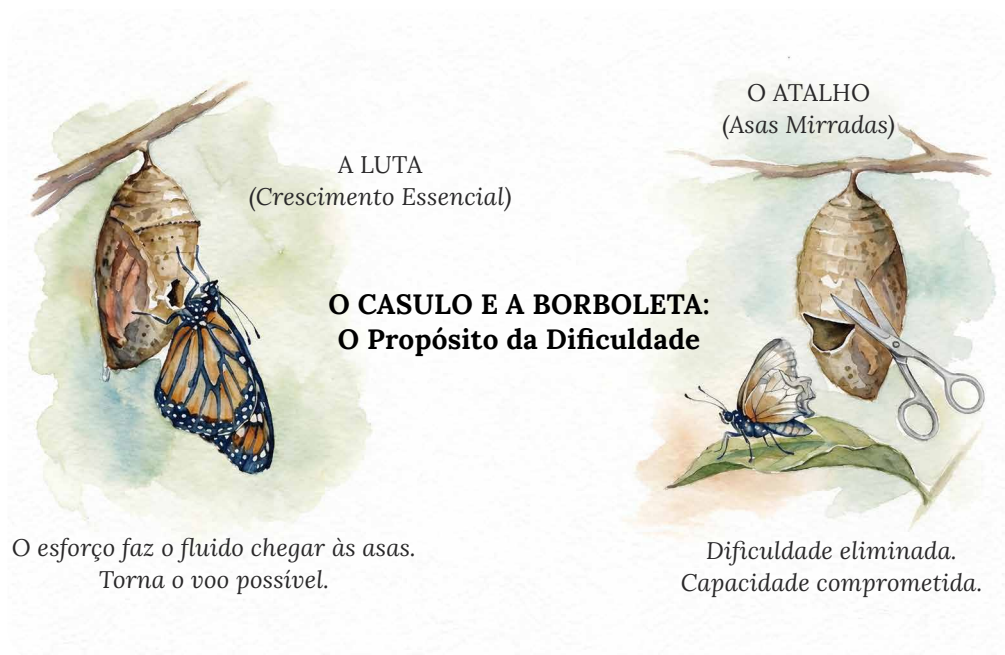 A LUTA
(Crescimento Essencial)
O ATALHO
(Asas Mirradas)
O CASULO E A BORBOLETA:
O Propósito da Dificuldade
O esforço faz o fluido chegar às asas.
Torna o voo possível.
Dificuldade eliminada.
Capacidade comprometida.